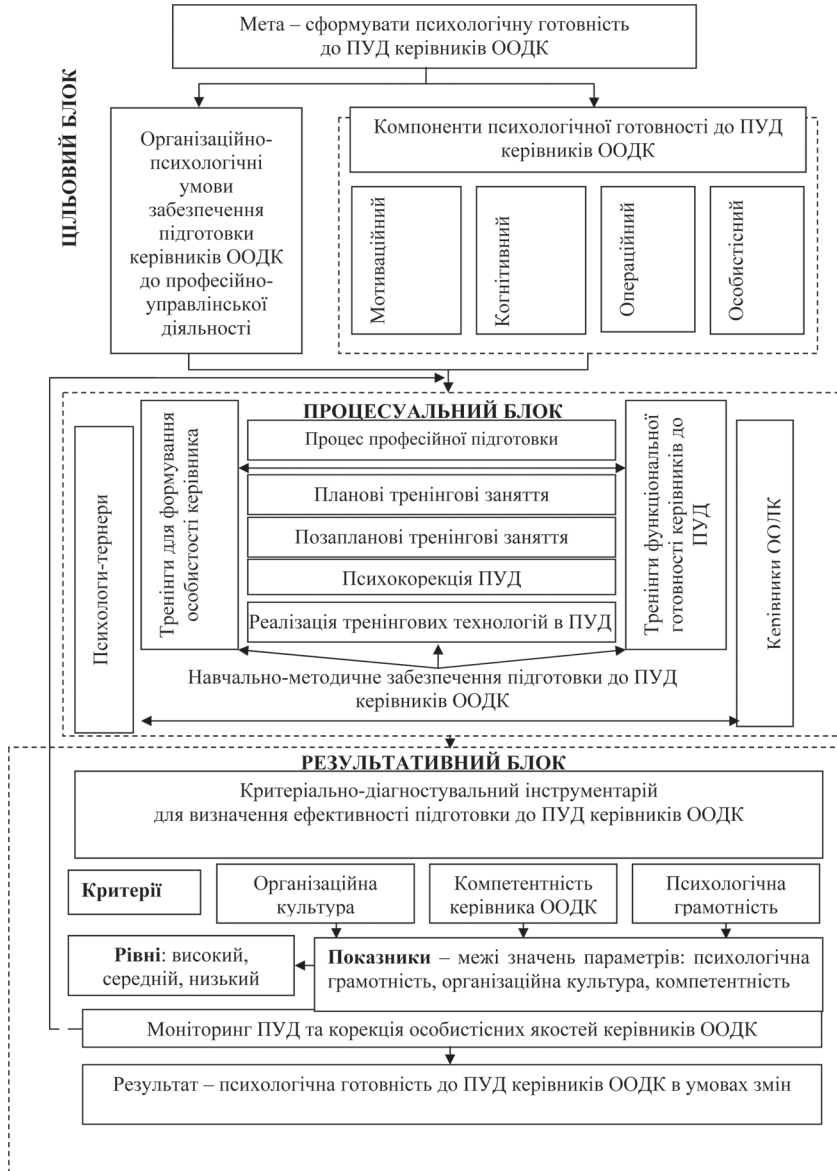 Мета – сформувати психологічну готовність
до ПУД керівників ООДК
ЦІЛЬОВИЙ БЛОК
Організаційно-
психологічні
умови
забезпечення
підготовки
керівників ООДК
до професійно-
управлінської
діяльності
Компоненти психологічної готовності до ПУД
керівників ООДК
Мотиваційний
Когнітивний
Операційний
Особистісний
ПРОЦЕСУАЛЬНИЙ БЛОК
Психологи-тернери
Тренінги для формування
особистості керівника
Процес професійної підготовки
Планові тренінгові заняття
Позапланові тренінгові заняття
Психокорекція ПУД
Реалізація тренінгових технологій в ПУД
Тренінги функціональної
готовності керівників до
ПУД
Керівники ООДК
Навчально-методичне забезпечення підготовки до ПУД
керівників ООДК
РЕЗУЛЬТАТИВНИЙ БЛОК
Критеріально-діагностувальний інструментарій
для визначення ефективності підготовки до ПУД керівників ООДК
Критерії
Організаційна
культура
Компетентність
керівника ООДК
Психологічна
грамотність
Рівні: високий,
середній, низький
Показники – межі значень параметрів: психологічна
грамотність, організаційна культура, компетентність
Моніторинг ПУД та корекція особистісних якостей керівників ООДК
Результат – психологічна готовність до ПУД керівників ООДК в умовах змін